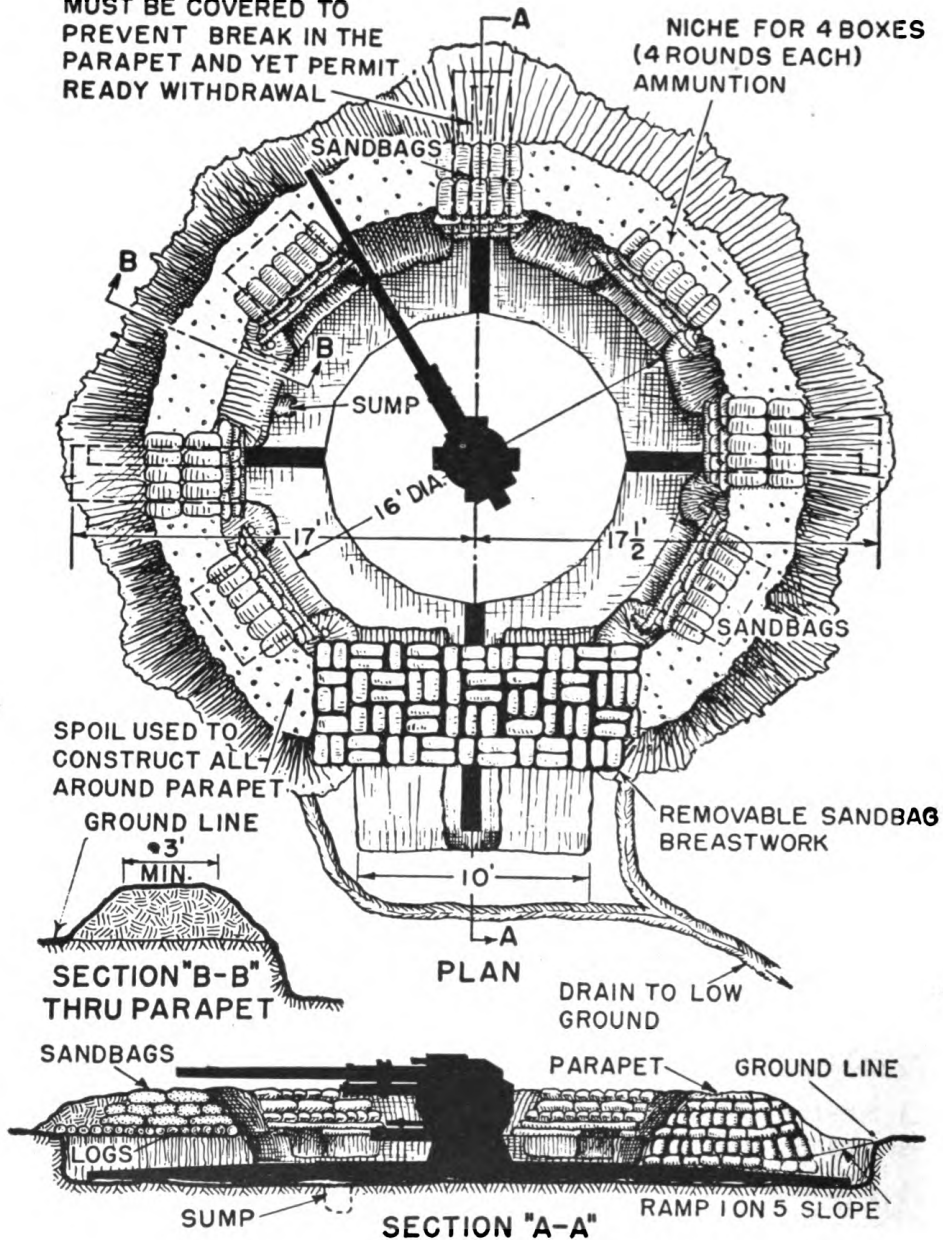 MUST BE COVERED TO
PREVENT BREAK IN THE
PARAPET AND YET PERMIT
READY WITHDRAWAL
A
NICHE FOR 4 BOXES
(4 ROUNDS EACH)
AMMUNTION
SANDBAGS
B
B
SUMP
16' DIA.
17'
17½
SANDBAGS
SPOIL USED TO
CONSTRUCT ALL-
AROUND PARAPET
REMOVABLE SANDBAG
BREASTWORK
GROUND LINE
3'
MIN.
10'
A
SECTION "B-B"
THRU PARAPET
PLAN
DRAIN TO LOW
GROUND
SANDBAGS
PARAPET
GROUND LINE
LOGS
SUMP
RAMP 1 ON 5 SLOPE
SECTION "A-A"